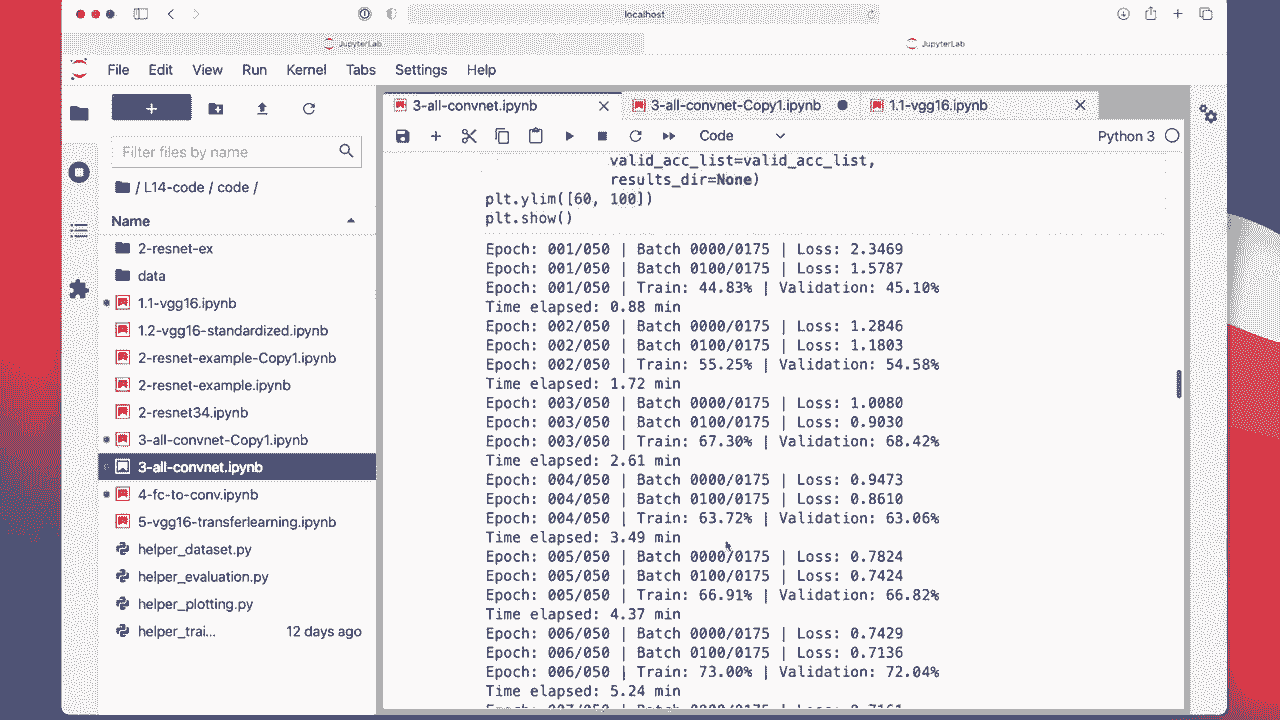 localhost
JupyterLab
JupyterLab
File Edit View Run Kernel Tabs Settings Help
3-all-convnet.ipynb
3-all-convnet-Copy1.ipynb
1.1-vgg16.ipynb
Code
Python 3
Filter files by name
/ L14-code / code /
Name
2-resnet-ex
data
1.1-vgg16.ipynb
1.2-vgg16-standardized.ipynb
2-resnet-example-Copy1.ipynb
2-resnet-example.ipynb
2-resnet34.ipynb
3-all-convnet-Copy1.ipynb
3-all-convnet.ipynb
4-fc-to-conv.ipynb
5-vgg16-transferlearning.ipynb
helper_dataset.py
helper_evaluation.py
helper_plotting.py
helper_trai... 12 days ago
valid_acc_list=valid_acc_list,
results_dir=None)
plt.ylim([60, 100])
plt.show()
Epoch: 001/050 | Batch 0000/0175 | Loss: 2.3469
Epoch: 001/050 | Batch 0100/0175 | Loss: 1.5787
Epoch: 001/050 | Train: 44.83% | Validation: 45.10%
Time elapsed: 0.88 min
Epoch: 002/050 | Batch 0000/0175 | Loss: 1.2846
Epoch: 002/050 | Batch 0100/0175 | Loss: 1.1803
Epoch: 002/050 | Train: 55.25% | Validation: 54.58%
Time elapsed: 1.72 min
Epoch: 003/050 | Batch 0000/0175 | Loss: 1.0080
Epoch: 003/050 | Batch 0100/0175 | Loss: 0.9030
Epoch: 003/050 | Train: 67.30% | Validation: 68.42%
Time elapsed: 2.61 min
Epoch: 004/050 | Batch 0000/0175 | Loss: 0.9473
Epoch: 004/050 | Batch 0100/0175 | Loss: 0.8610
Epoch: 004/050 | Train: 63.72% | Validation: 63.06%
Time elapsed: 3.49 min
Epoch: 005/050 | Batch 0000/0175 | Loss: 0.7824
Epoch: 005/050 | Batch 0100/0175 | Loss: 0.7424
Epoch: 005/050 | Train: 66.91% | Validation: 66.82%
Time elapsed: 4.37 min
Epoch: 006/050 | Batch 0000/0175 | Loss: 0.7429
Epoch: 006/050 | Batch 0100/0175 | Loss: 0.7136
Epoch: 006/050 | Train: 73.00% | Validation: 72.04%
Time elapsed: 5.24 min